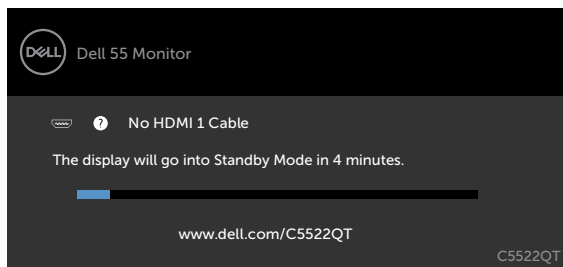 DELL Dell 55 Monitor
? No HDMI 1 Cable
The display will go into Standby Mode in 4 minutes.
www.dell.com/C5522QT
C5522QT